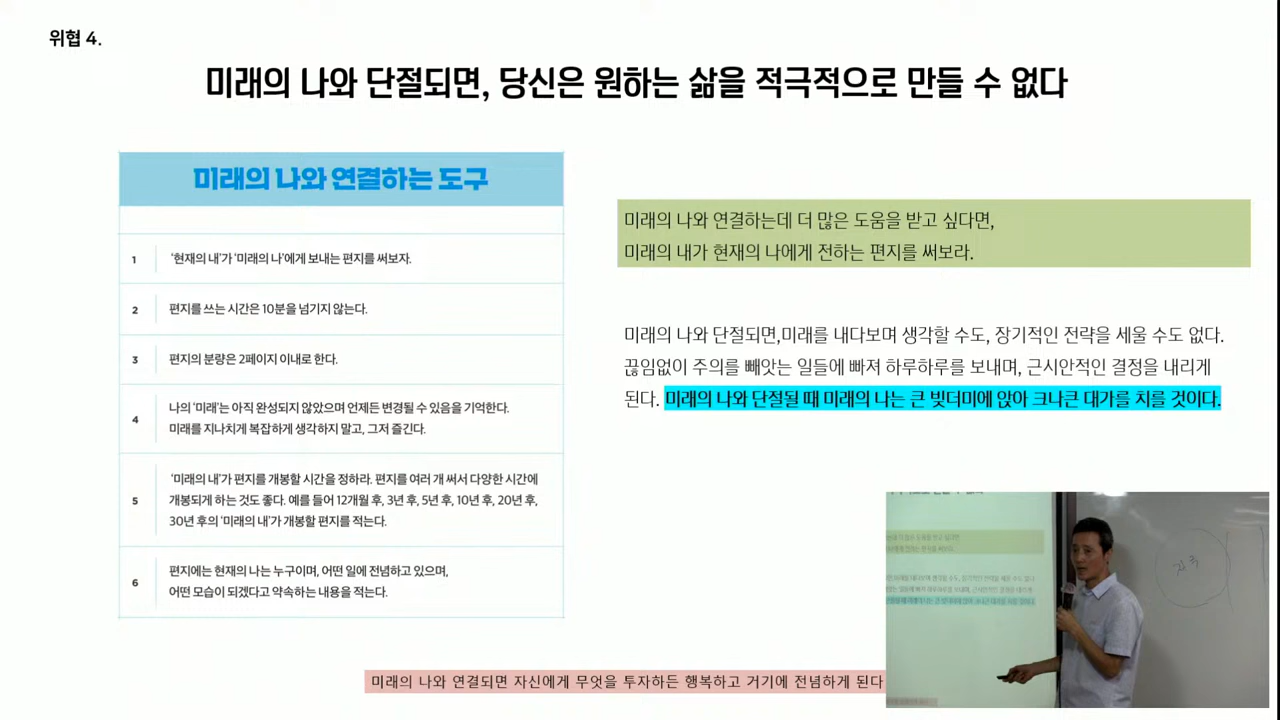 위협 4.
미래의 나와 단절되면, 당신은 원하는 삶을 적극적으로 만들 수 없다
미래의 나와 연결하는 도구
1 '현재의 내'가 '미래의 나'에게 보내는 편지를 써보자.
2 편지를 쓰는 시간은 10분을 넘기지 않는다.
3 편지의 분량은 2페이지 이내로 한다.
4 나의 '미래'는 아직 완성되지 않았으며 언제든 변경될 수 있음을 기억한다.
미래를 지나치게 복잡하게 생각하지 말고, 그저 즐긴다.
5 '미래의 내'가 편지를 개봉할 시간을 정하라. 편지를 여러 개 써서 다양한 시간에
개봉되게 하는 것도 좋다. 예를 들어 12개월 후, 3년 후, 5년 후, 10년 후, 20년 후,
30년 후의 '미래의 내'가 개봉할 편지를 적는다.
6 편지에는 현재의 나는 누구이며, 어떤 일에 전념하고 있으며,
어떤 모습이 되겠다고 약속하는 내용을 적는다.
미래의 나와 연결하는데 더 많은 도움을 받고 싶다면,
미래의 내가 현재의 나에게 전하는 편지를 써보라.
미래의 나와 단절되면,미래를 내다보며 생각할 수도, 장기적인 전략을 세울 수도 없다.
끊임없이 주의를 빼앗는 일들에 빠져 하루하루를 보내며, 근시안적인 결정을 내리게
된다. 미래의 나와 단절될 때 미래의 나는 큰 빚더미에 앉아 크나큰 대가를 치를 것이다.
미래의 나와 연결되면 자신에게 무엇을 투자하든 행복하고 거기에 전념하게 된다